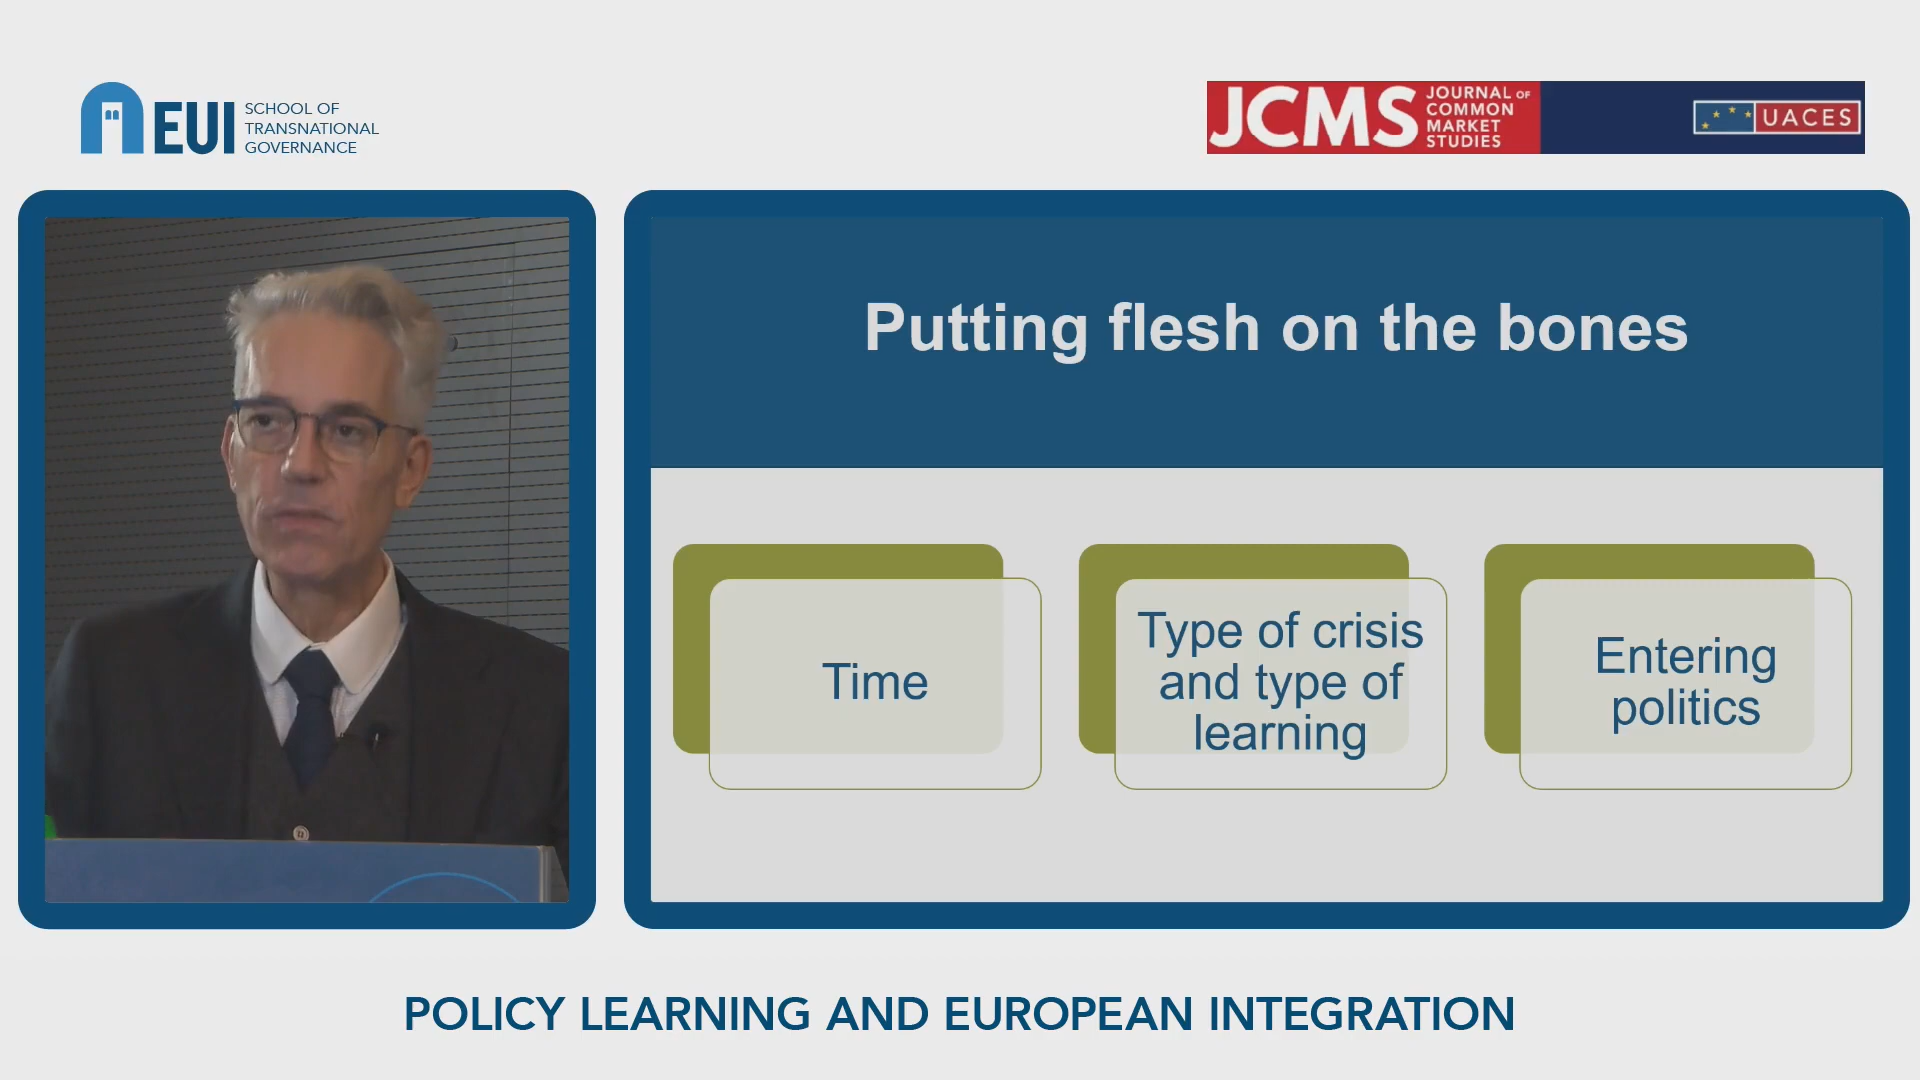 EUI
SCHOOL OF
TRANSNATIONAL
GOVERNANCE
JCMS
JOURNAL OF
COMMON
MARKET
STUDIES
UACES
Putting flesh on the bones
Time
Type of crisis
and type of
learning
Entering
politics
POLICY LEARNING AND EUROPEAN INTEGRATION